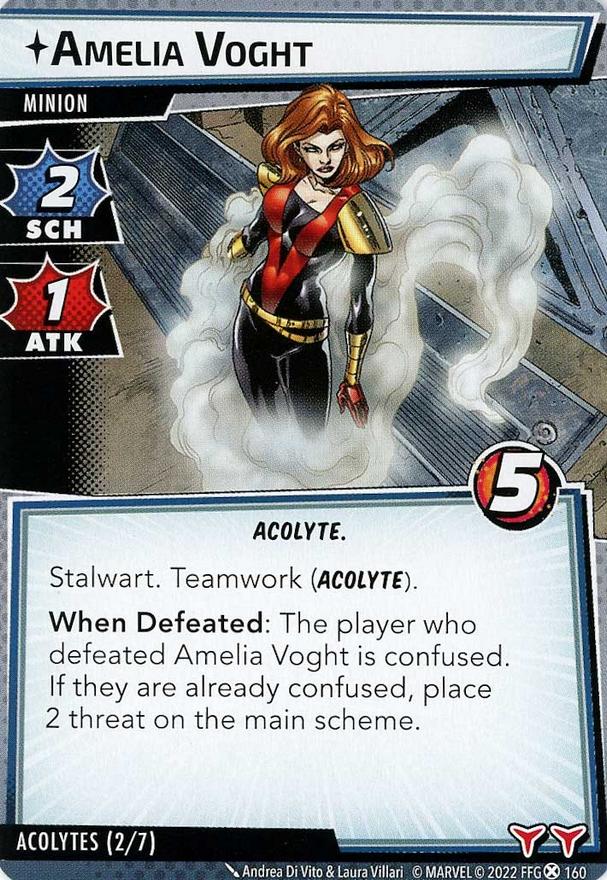 AMELIA VOGHT
MINION
2
SCH
1
ATK
5
ACOLYTE.
Stalwart. Teamwork (ACOLYTE).
When Defeated: The player who
defeated Amelia Voght is confused.
If they are already confused, place
2 threat on the main scheme.
ACOLYTES (2/7)
Andrea Di Vito & Laura Villari © MARVEL © 2022 FFG 160